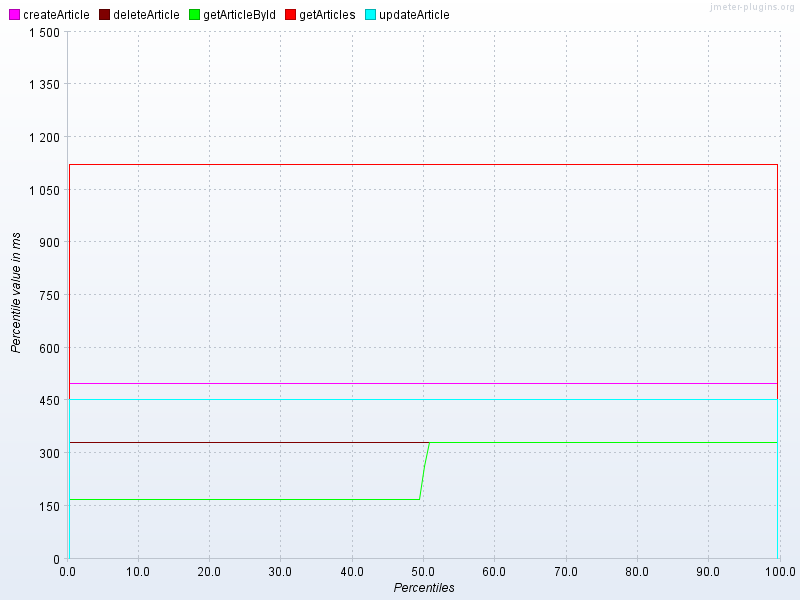 createArticle deleteArticle getArticleById getArticles updateArticle
jmeter-plugins.org
1 500
1 350
1 200
1 050
900
750
600
450
300
150
0
Percentile value in ms
0.0 10.0 20.0 30.0 40.0 50.0 60.0 70.0 80.0 90.0 100.0
Percentiles